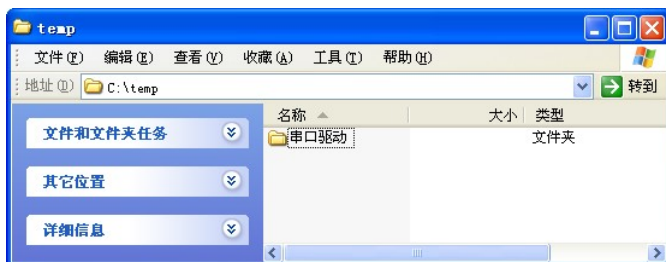 temp
文件(F) 编辑(E) 查看(V) 收藏(A) 工具(T) 帮助(H)
地址(D) C:\temp 转到
名称 大小 类型
文件和文件夹任务
串口驱动 文件夹
其它位置
详细信息